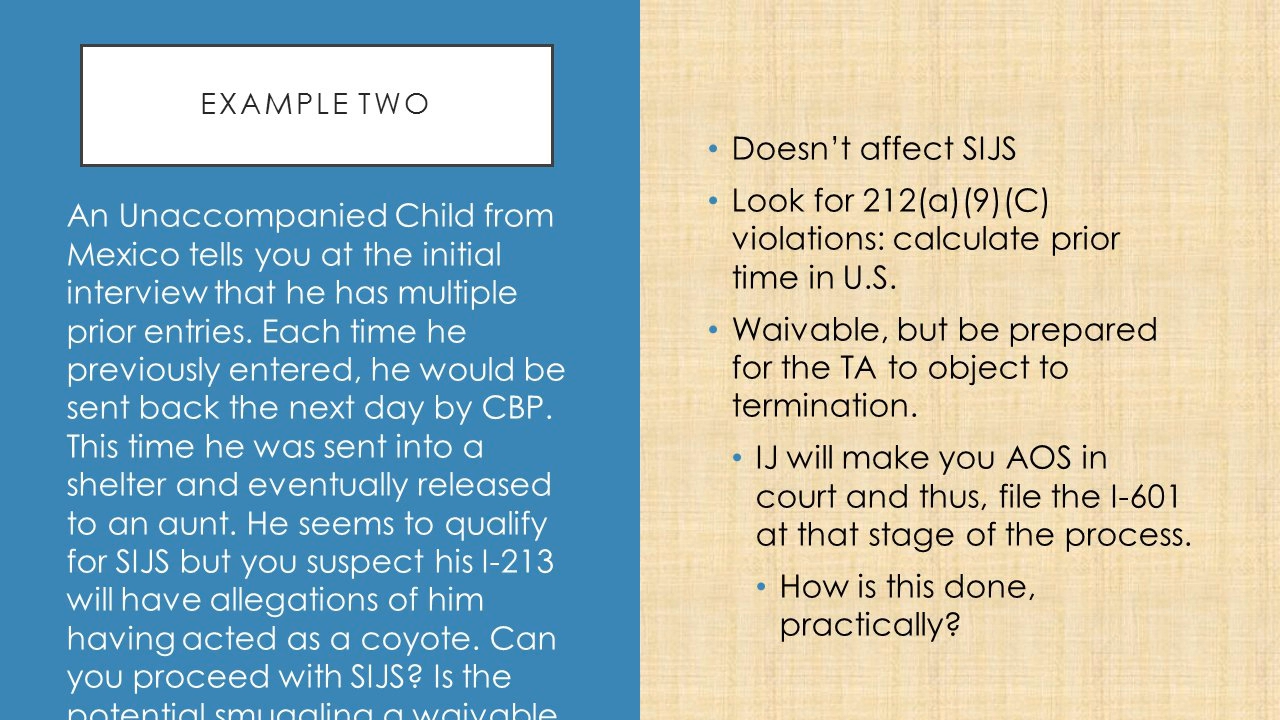 EXAMPLE TWO
An Unaccompanied Child from
Mexico tells you at the initial
interview that he has multiple
prior entries. Each time he
previously entered, he would be
sent back the next day by CBP.
This time he was sent into a
shelter and eventually released
to an aunt. He seems to qualify
for SIJS but you suspect his I-213
will have allegations of him
having acted as a coyote. Can
you proceed with SIJS? Is the
potential smuggling a waivable
• Doesn’t affect SIJS
• Look for 212(a)(9)(C)
violations: calculate prior
time in U.S.
• Waivable, but be prepared
for the TA to object to
termination.
• IJ will make you AOS in
court and thus, file the I-601
at that stage of the process.
• How is this done,
practically?